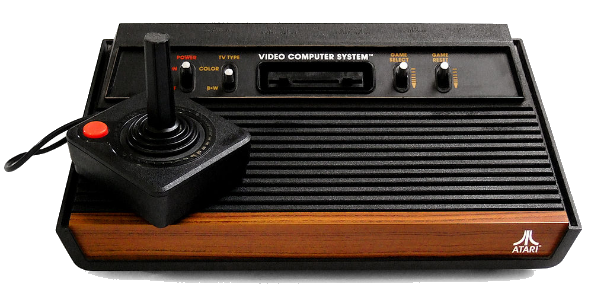 POWER
TV TYPE
COLOR
B•W
VIDEO COMPUTER SYSTEM™
GAME
SELECT
GAME
RESET
ATARI